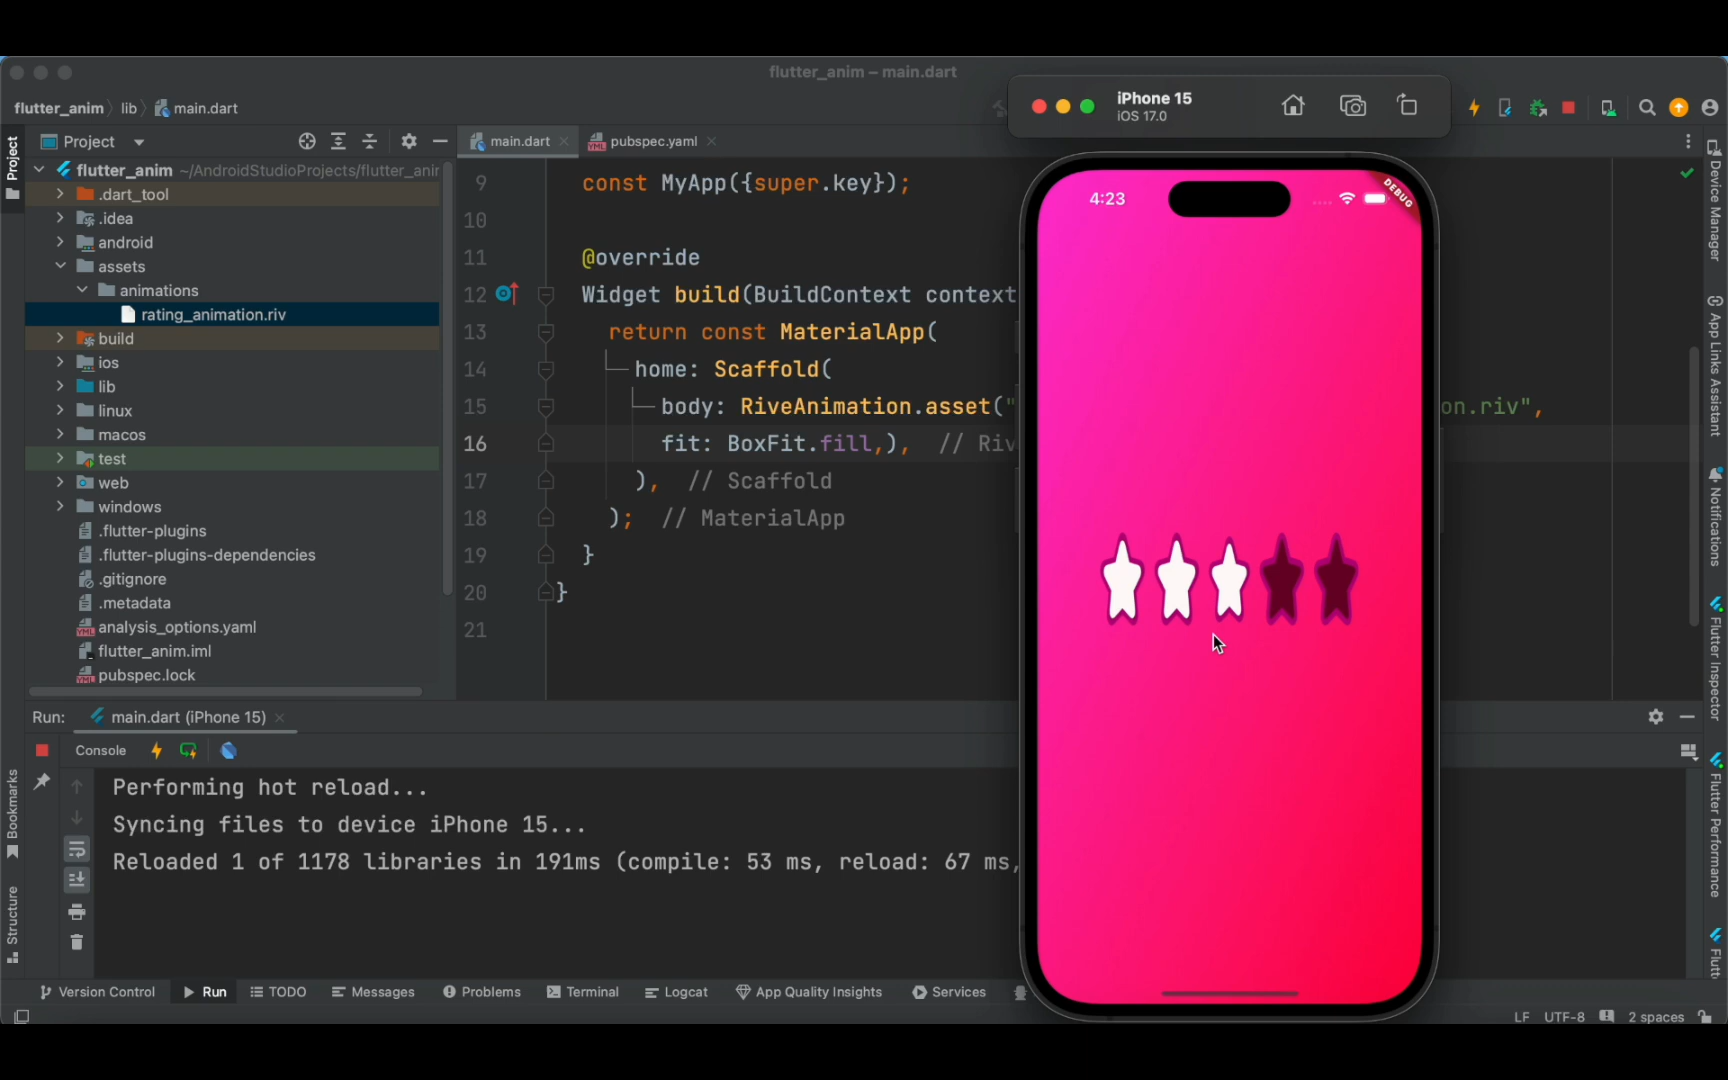 flutter_anim – main.dart
flutter_anim lib main.dart
iPhone 15
iOS 17.0
Project
main.dart
pubspec.yaml
Project
flutter_anim ~/AndroidStudioProjects/flutter_anim
.dart_tool
.idea
android
assets
animations
rating_animation.riv
build
ios
lib
linux
macos
test
web
windows
.flutter-plugins
.flutter-plugins-dependencies
.gitignore
.metadata
analysis_options.yaml
flutter_anim.iml
pubspec.lock
9 const MyApp({super.key});
10
11 @override
12 Widget build(BuildContext context
13 return const MaterialApp(
14 home: Scaffold(
15 body: RiveAnimation.asset(" on.riv",
16 fit: BoxFit.fill,), // Riv
17 ), // Scaffold
18 ); // MaterialApp
19 }
20 }
21
4:23
DEBUG
Device Manager
App Links Assistant
Notifications
Flutter Inspector
Flutter Performance
Flutt
Run: main.dart (iPhone 15)
Console
Performing hot reload...
Syncing files to device iPhone 15...
Reloaded 1 of 1178 libraries in 191ms (compile: 53 ms, reload: 67 ms,
Bookmarks
Structure
Version Control Run TODO Messages Problems Terminal Logcat App Quality Insights Services
LF UTF-8 2 spaces